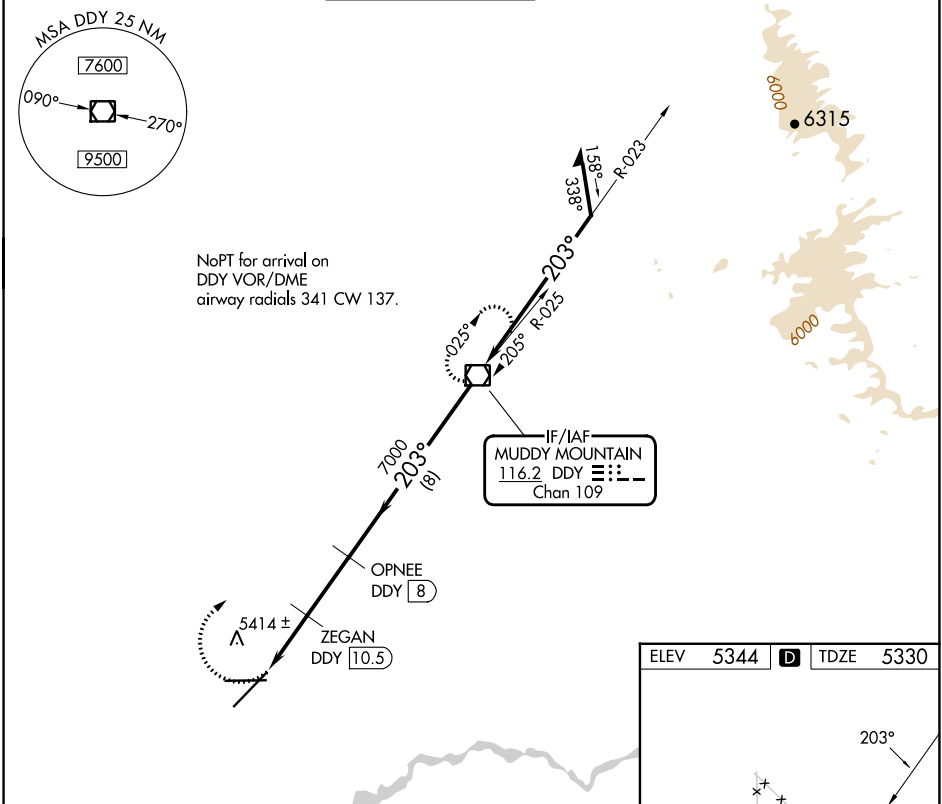 MSA DDY 25 NM
7600
090°
270°
9500
6000
6315
158°
338°
R-023
NoPT for arrival on
DDY VOR/DME
airway radials 341 CW 137.
203°
R-025
025°
205°
6000
IF/IAF
MUDDY MOUNTAIN
116.2 DDY
Chan 109
7000
203°
(8)
OPNEE
DDY 8
5414 ±
ZEGAN
DDY 10.5
ELEV 5344 D TDZE 5330
203°